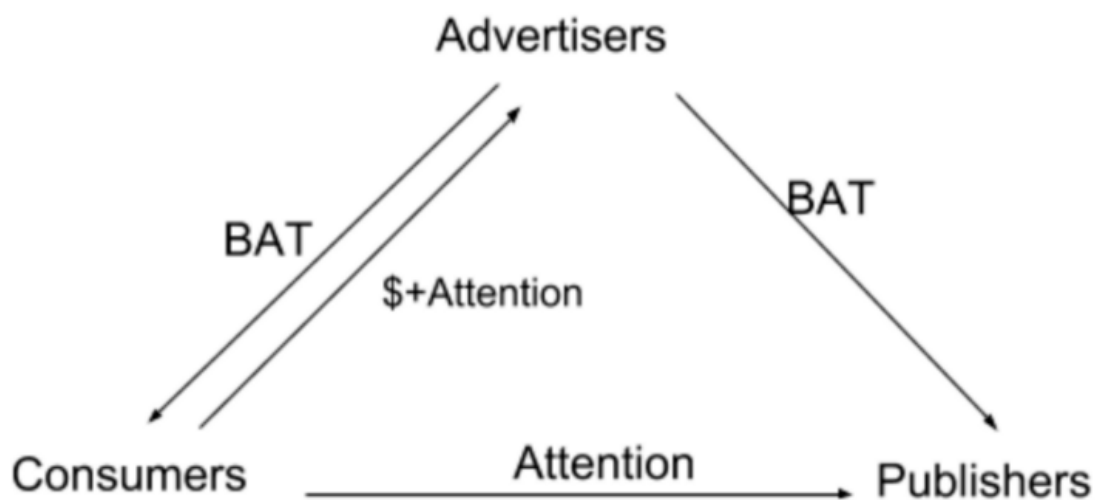 Advertisers
BAT
BAT
$+Attention
Attention
Consumers
Publishers